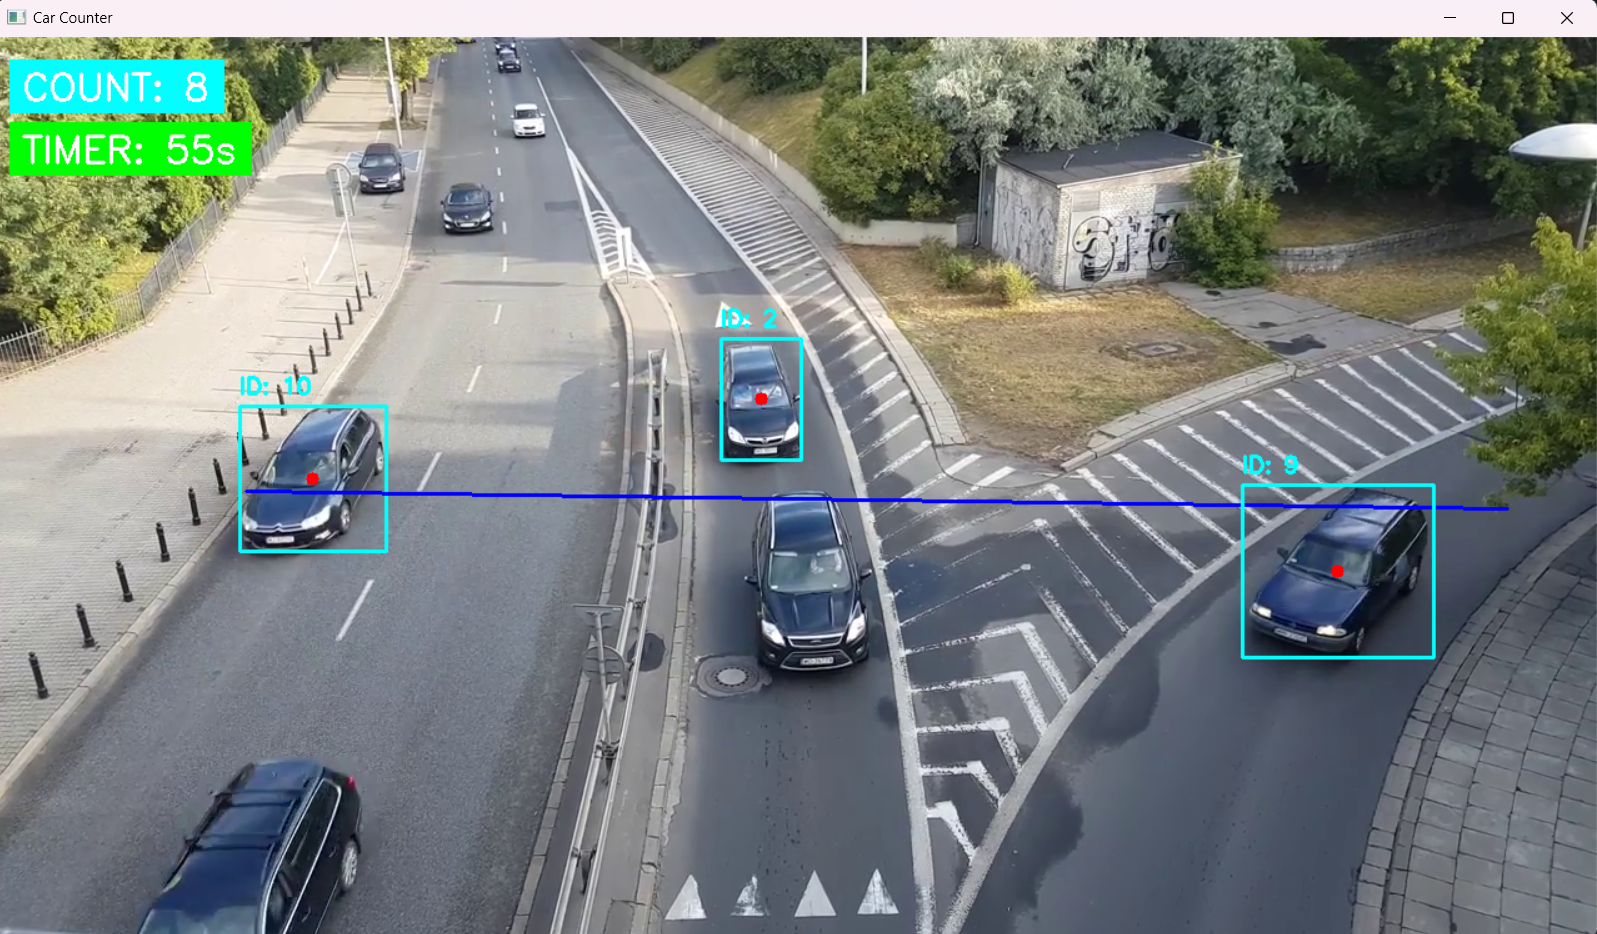 Car Counter
COUNT: 8
TIMER: 55s
ID: 2
ID: 10
ID: 9